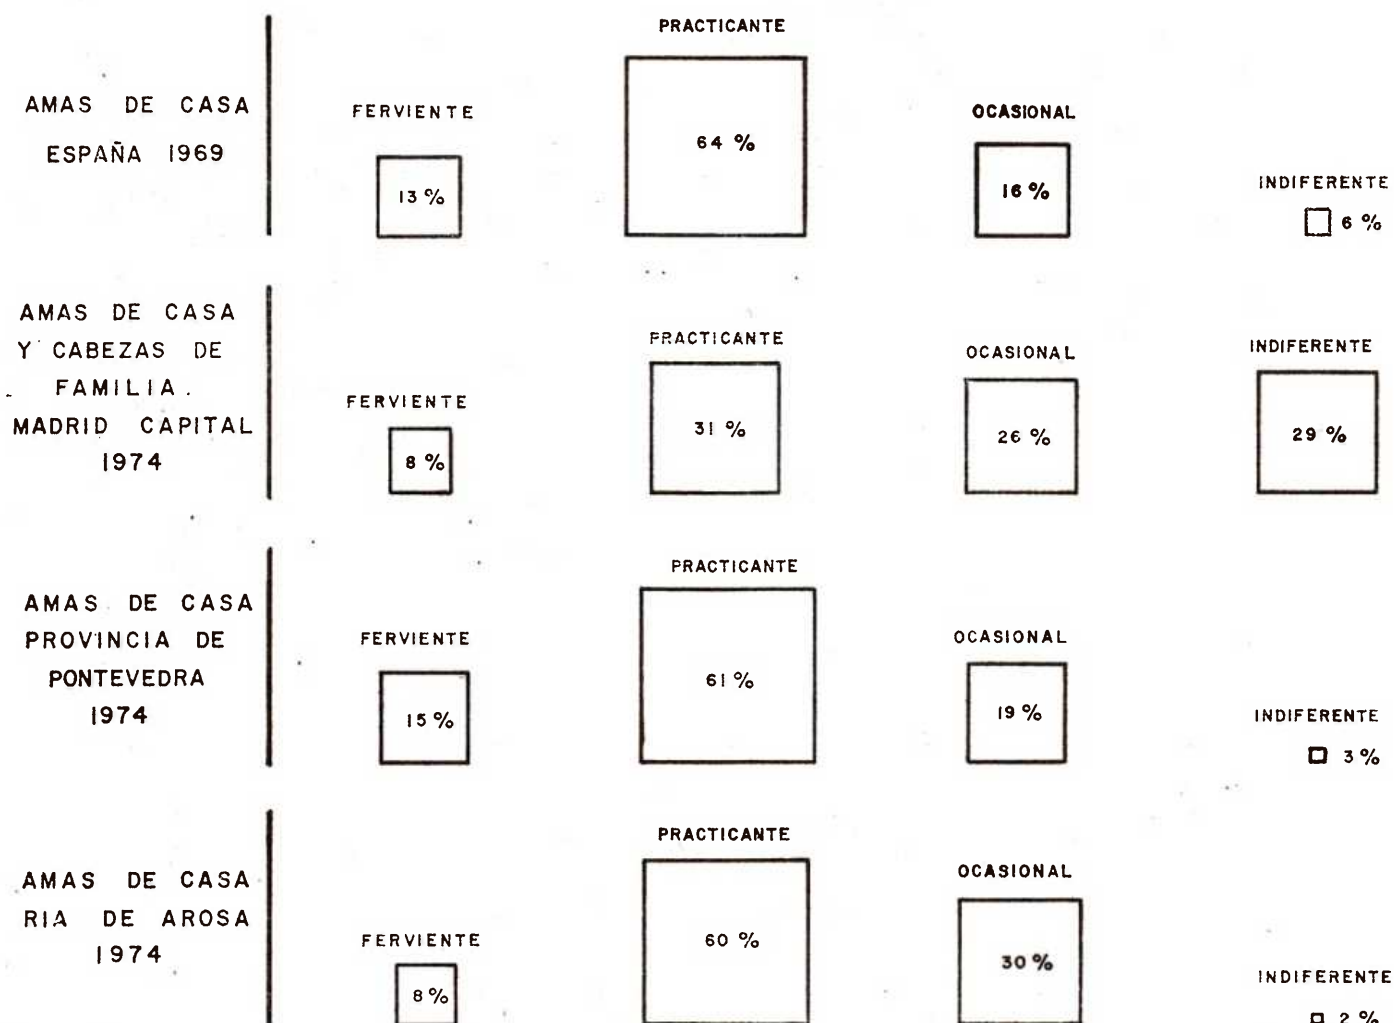 AMAS DE CASA
ESPAÑA 1969
FERVIENTE
13 %
PRACTICANTE
64 %
OCASIONAL
16 %
INDIFERENTE
6 %
AMAS DE CASA
Y CABEZAS DE
FAMILIA.
MADRID CAPITAL
1974
FERVIENTE
8 %
PRACTICANTE
31 %
OCASIONAL
26 %
INDIFERENTE
29 %
AMAS DE CASA
PROVINCIA DE
PONTEVEDRA
1974
FERVIENTE
15 %
PRACTICANTE
61 %
OCASIONAL
19 %
INDIFERENTE
3 %
AMAS DE CASA
RIA DE AROSA
1974
FERVIENTE
8 %
PRACTICANTE
60 %
OCASIONAL
30 %
INDIFERENTE
2 %